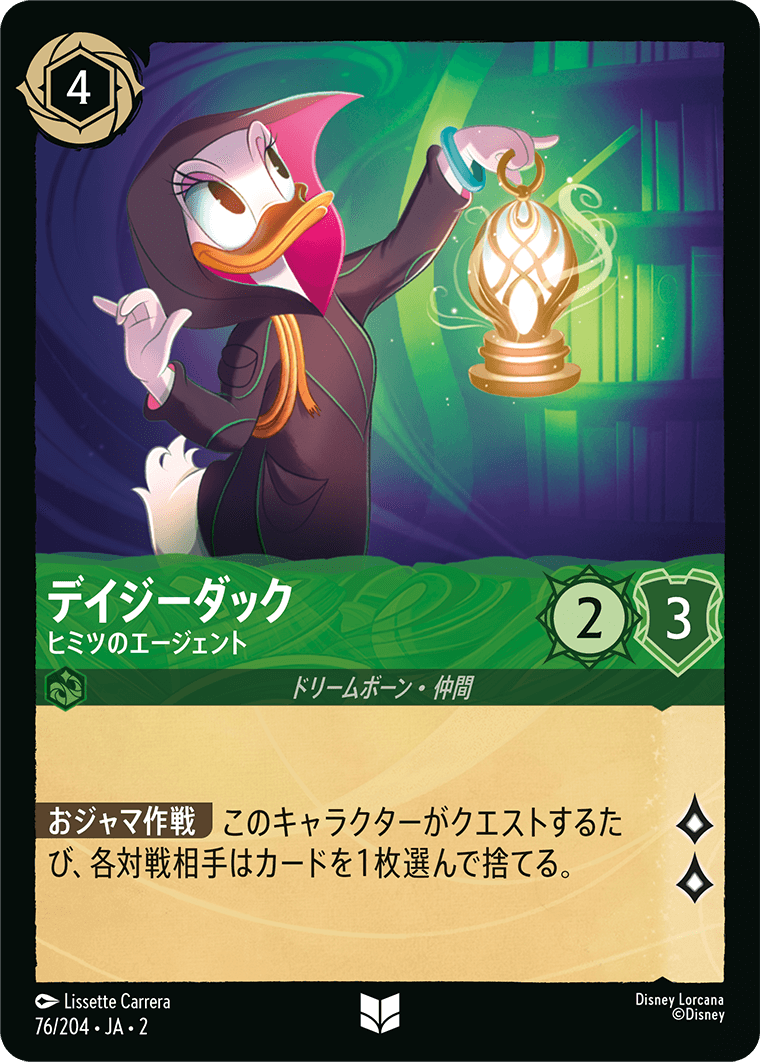 4
デイジーダック
ヒミツのエージェント
2
3
ドリームボーン・仲間
おジャマ作戦 このキャラクターがクエストするた
び、各対戦相手はカードを1枚選んで捨てる。
Lissette Carrera
76/204 • JA • 2
Disney Lorcana
©Disney